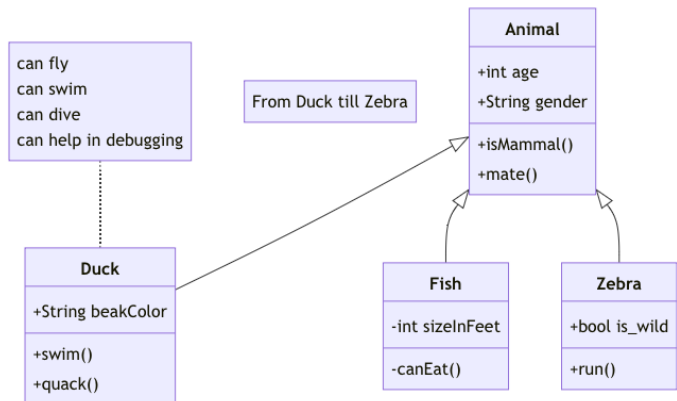 can fly
can swim
can dive
can help in debugging
From Duck till Zebra
Animal
+int age
+String gender
+isMammal()
+mate()
Duck
+String beakColor
+swim()
+quack()
Fish
-int sizeInFeet
-canEat()
Zebra
+bool is_wild
+run()